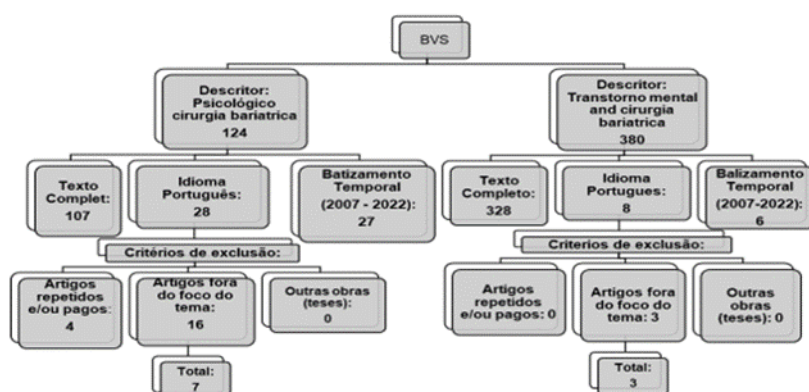 BVS
Descritor:
Psicológico
cirurgia bariatrica
124
Descritor:
Transtorno mental
and cirurgia
bariatrica
380
Texto
Complet:
107
Idioma
Português:
28
Batizamento
Temporal
(2007 - 2022):
27
Texto
Completo:
328
Idioma
Portugues:
8
Balizamento
Temporal
(2007-2022):
6
Critérios de exclusão:
Criterios de exclusão:
Artigos
repetidos
e/ou pagos:
4
Artigos fora
do foco do
tema:
16
Outras obras
(teses):
0
Artigos
repetidos
e/ou pagos: 0
Artigos fora
do foco do
tema: 3
Outras
obras
(teses): 0
Total:
7
Total:
3